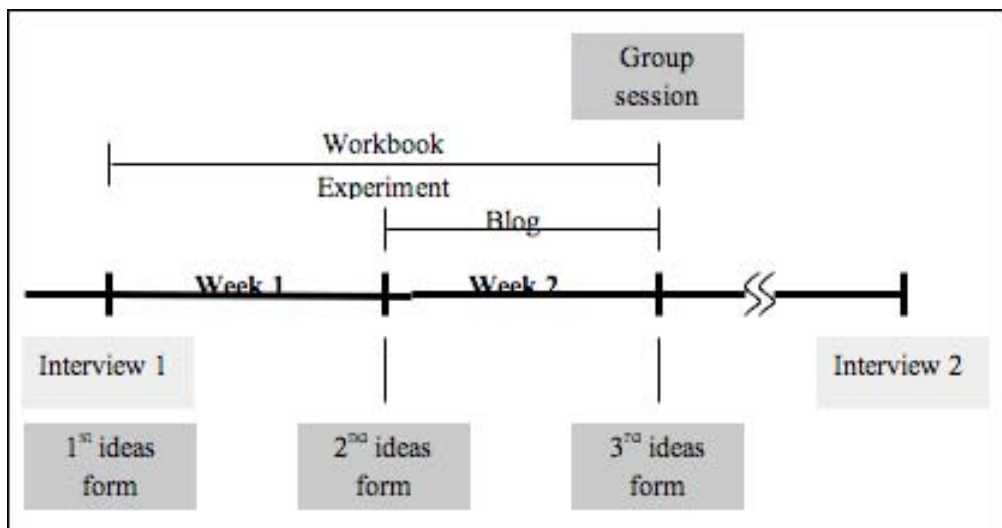 Group
session
Workbook
Experiment
Blog
Week 1
Week 2
Interview 1
Interview 2
1st ideas
form
2nd ideas
form
3rd ideas
form